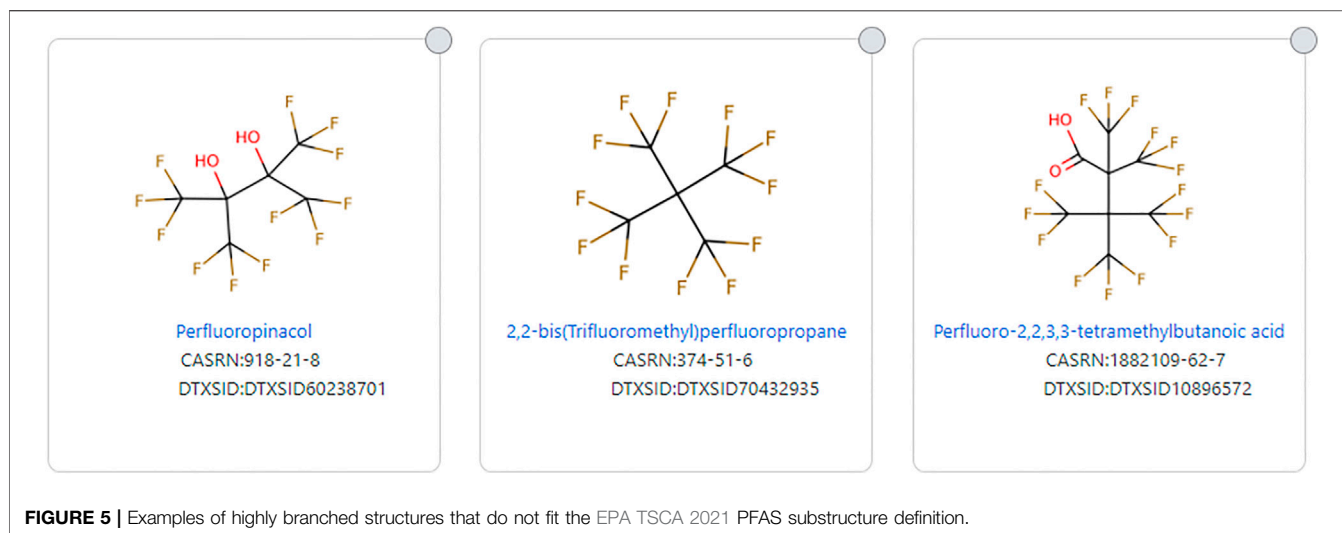 F
HO
F
F
HO
F
F
F
F
F
F
F
F
F
Perfluoropinacol
CASRN:918-21-8
DTXSID:DTXSID60238701
F
F
F
F
F
F
F
F
F
F
F
F
2,2-bis(Trifluoromethyl)perfluoropropane
CASRN:374-51-6
DTXSID:DTXSID70432935
F
F
F
HO
F
F
O
F
F
F
F
F
F
F
F
F
F
Perfluoro-2,2,3,3-tetramethylbutanoic acid
CASRN:1882109-62-7
DTXSID:DTXSID10896572
FIGURE 5 | Examples of highly branched structures that do not fit the EPA TSCA 2021 PFAS substructure definition.